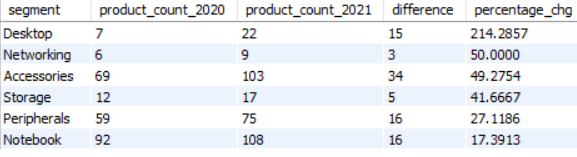 segment product_count_2020 product_count_2021 difference percentage_chg
Desktop 7 22 15 214.2857
Networking 6 9 3 50.0000
Accessories 69 103 34 49.2754
Storage 12 17 5 41.6667
Peripherals 59 75 16 27.1186
Notebook 92 108 16 17.3913